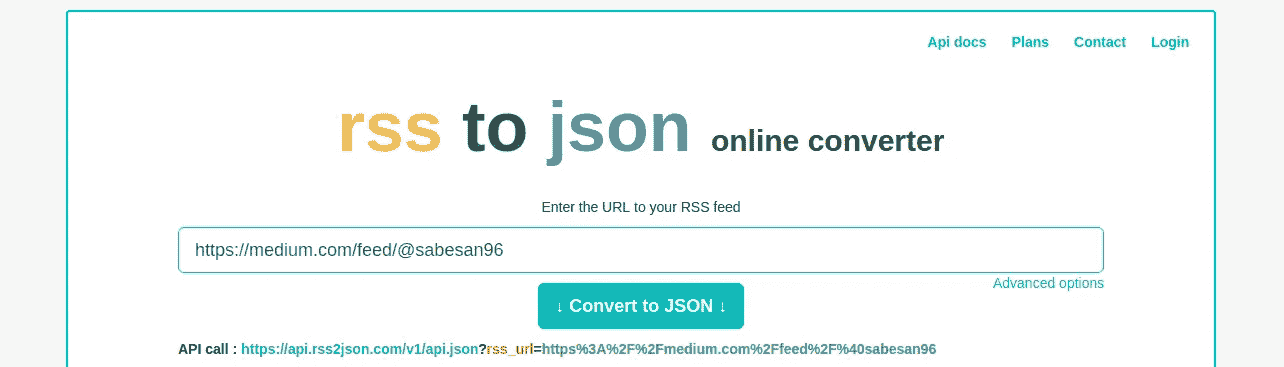 Api docs Plans Contact Login
rss to json online converter
Enter the URL to your RSS feed
https://medium.com/feed/@sabesan96
Advanced options
↓ Convert to JSON ↓
API call : https://api.rss2json.com/v1/api.json?rss_url=https%3A%2F%2Fmedium.com%2Ffeed%2F%40sabesan96